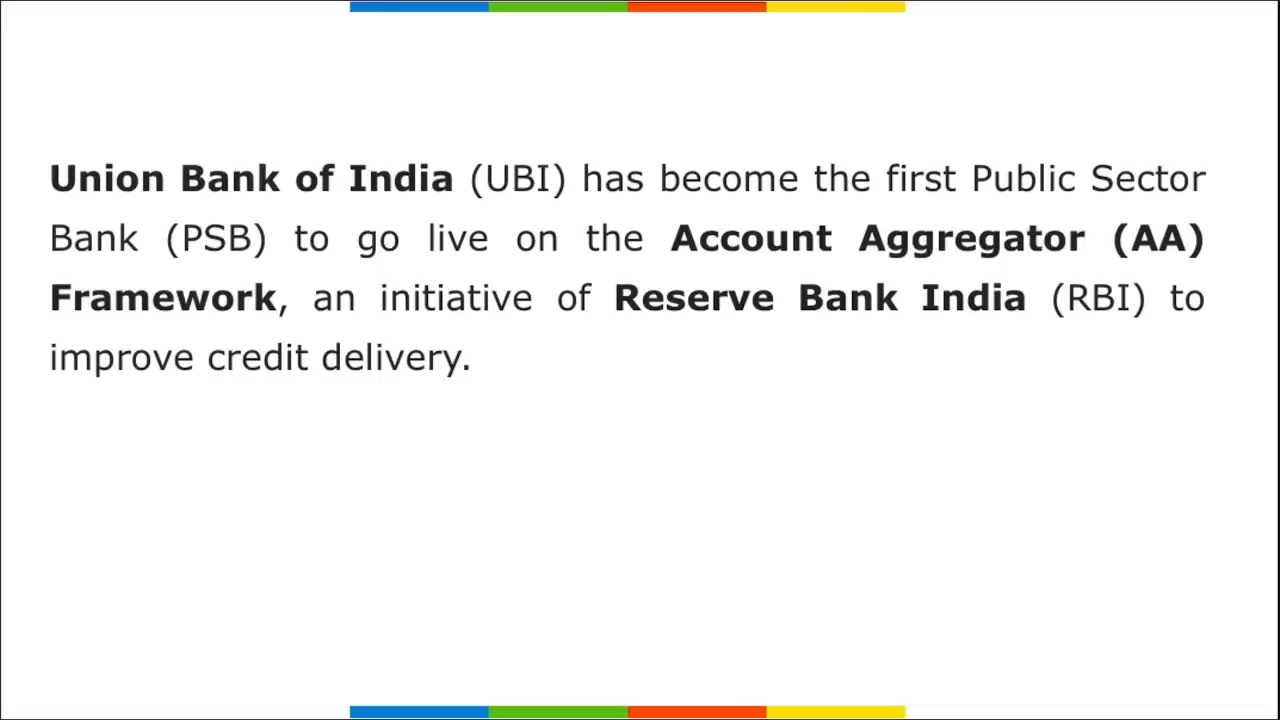 Union Bank of India (UBI) has become the first Public Sector
Bank (PSB) to go live on the Account Aggregator (AA)
Framework, an initiative of Reserve Bank India (RBI) to
improve credit delivery.